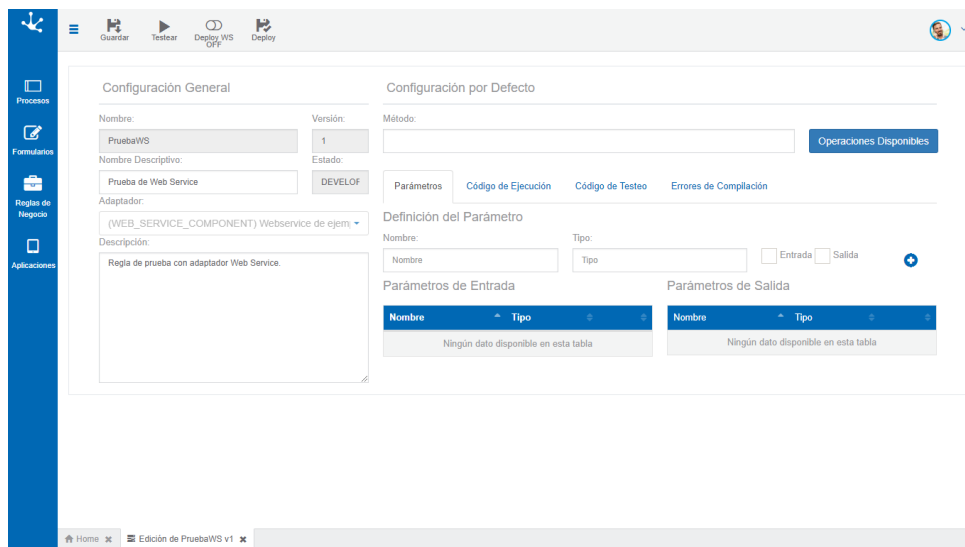 Guardar Testear Deploy WS OFF Deploy
Procesos
Formularios
Reglas de Negocio
Aplicaciones
Configuración General
Nombre: Versión:
PruebaWS 1
Nombre Descriptivo: Estado:
Prueba de Web Service DEVELOF
Adaptador:
(WEB_SERVICE_COMPONENT) Webservice de ejem
Descripción:
Regla de prueba con adaptador Web Service.
Configuración por Defecto
Método:
Operaciones Disponibles
Parámetros Código de Ejecución Código de Testeo Errores de Compilación
Definición del Parámetro
Nombre: Tipo:
Nombre Tipo Entrada Salida
Parámetros de Entrada Parámetros de Salida
Nombre Tipo Nombre Tipo
Ningún dato disponible en esta tabla Ningún dato disponible en esta tabla
Home Edición de PruebaWS v1